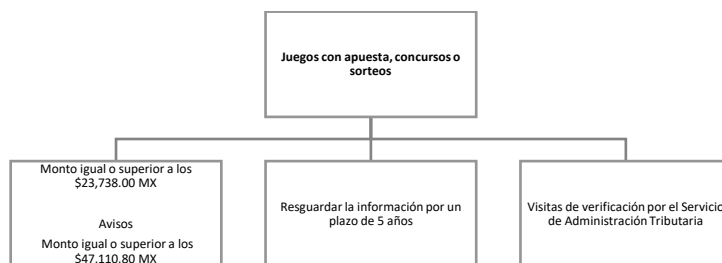 Juegos con apuesta, concursos o
sorteos
Monto igual o superior a los
$23,738.00 MX
Avisos
Monto igual o superior a los
$47,110.80 MX
Resguardar la información por un
plazo de 5 años
Visitas de verificación por el Servicio
de Administración Tributaria